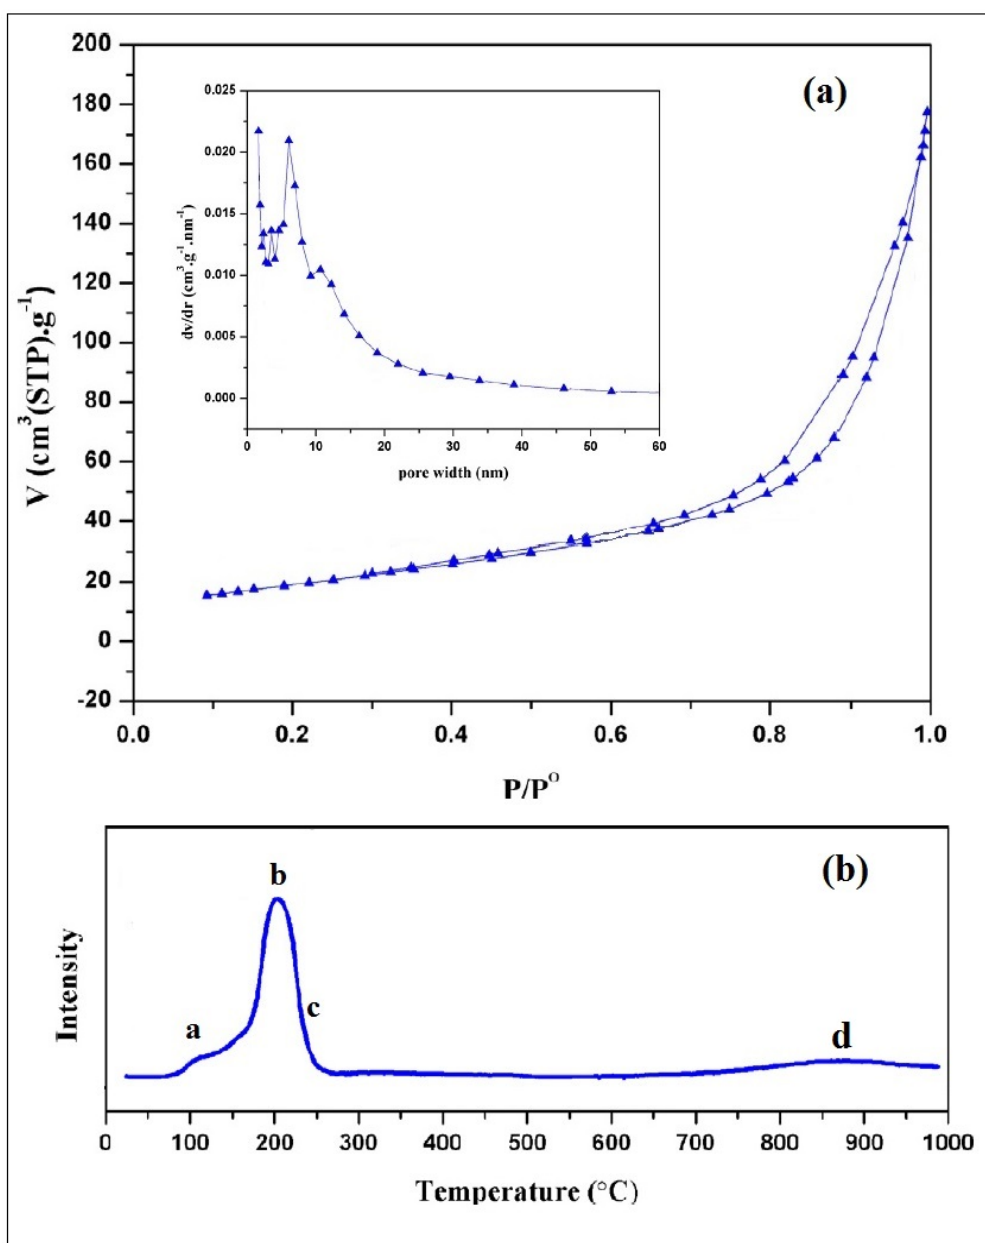 (a)
V (cm³(STP).g⁻¹)
200
180
160
140
120
100
80
60
40
20
0
-20
0.0 0.2 0.4 0.6 0.8 1.0
P/P⁰
dv/dr (cm³.g⁻¹.nm⁻¹)
0.025
0.020
0.015
0.010
0.005
0.000
0 10 20 30 40 50 60
pore width (nm)
(b)
Intensity
a
b
c
d
0 100 200 300 400 500 600 700 800 900 1000
Temperature (°C)